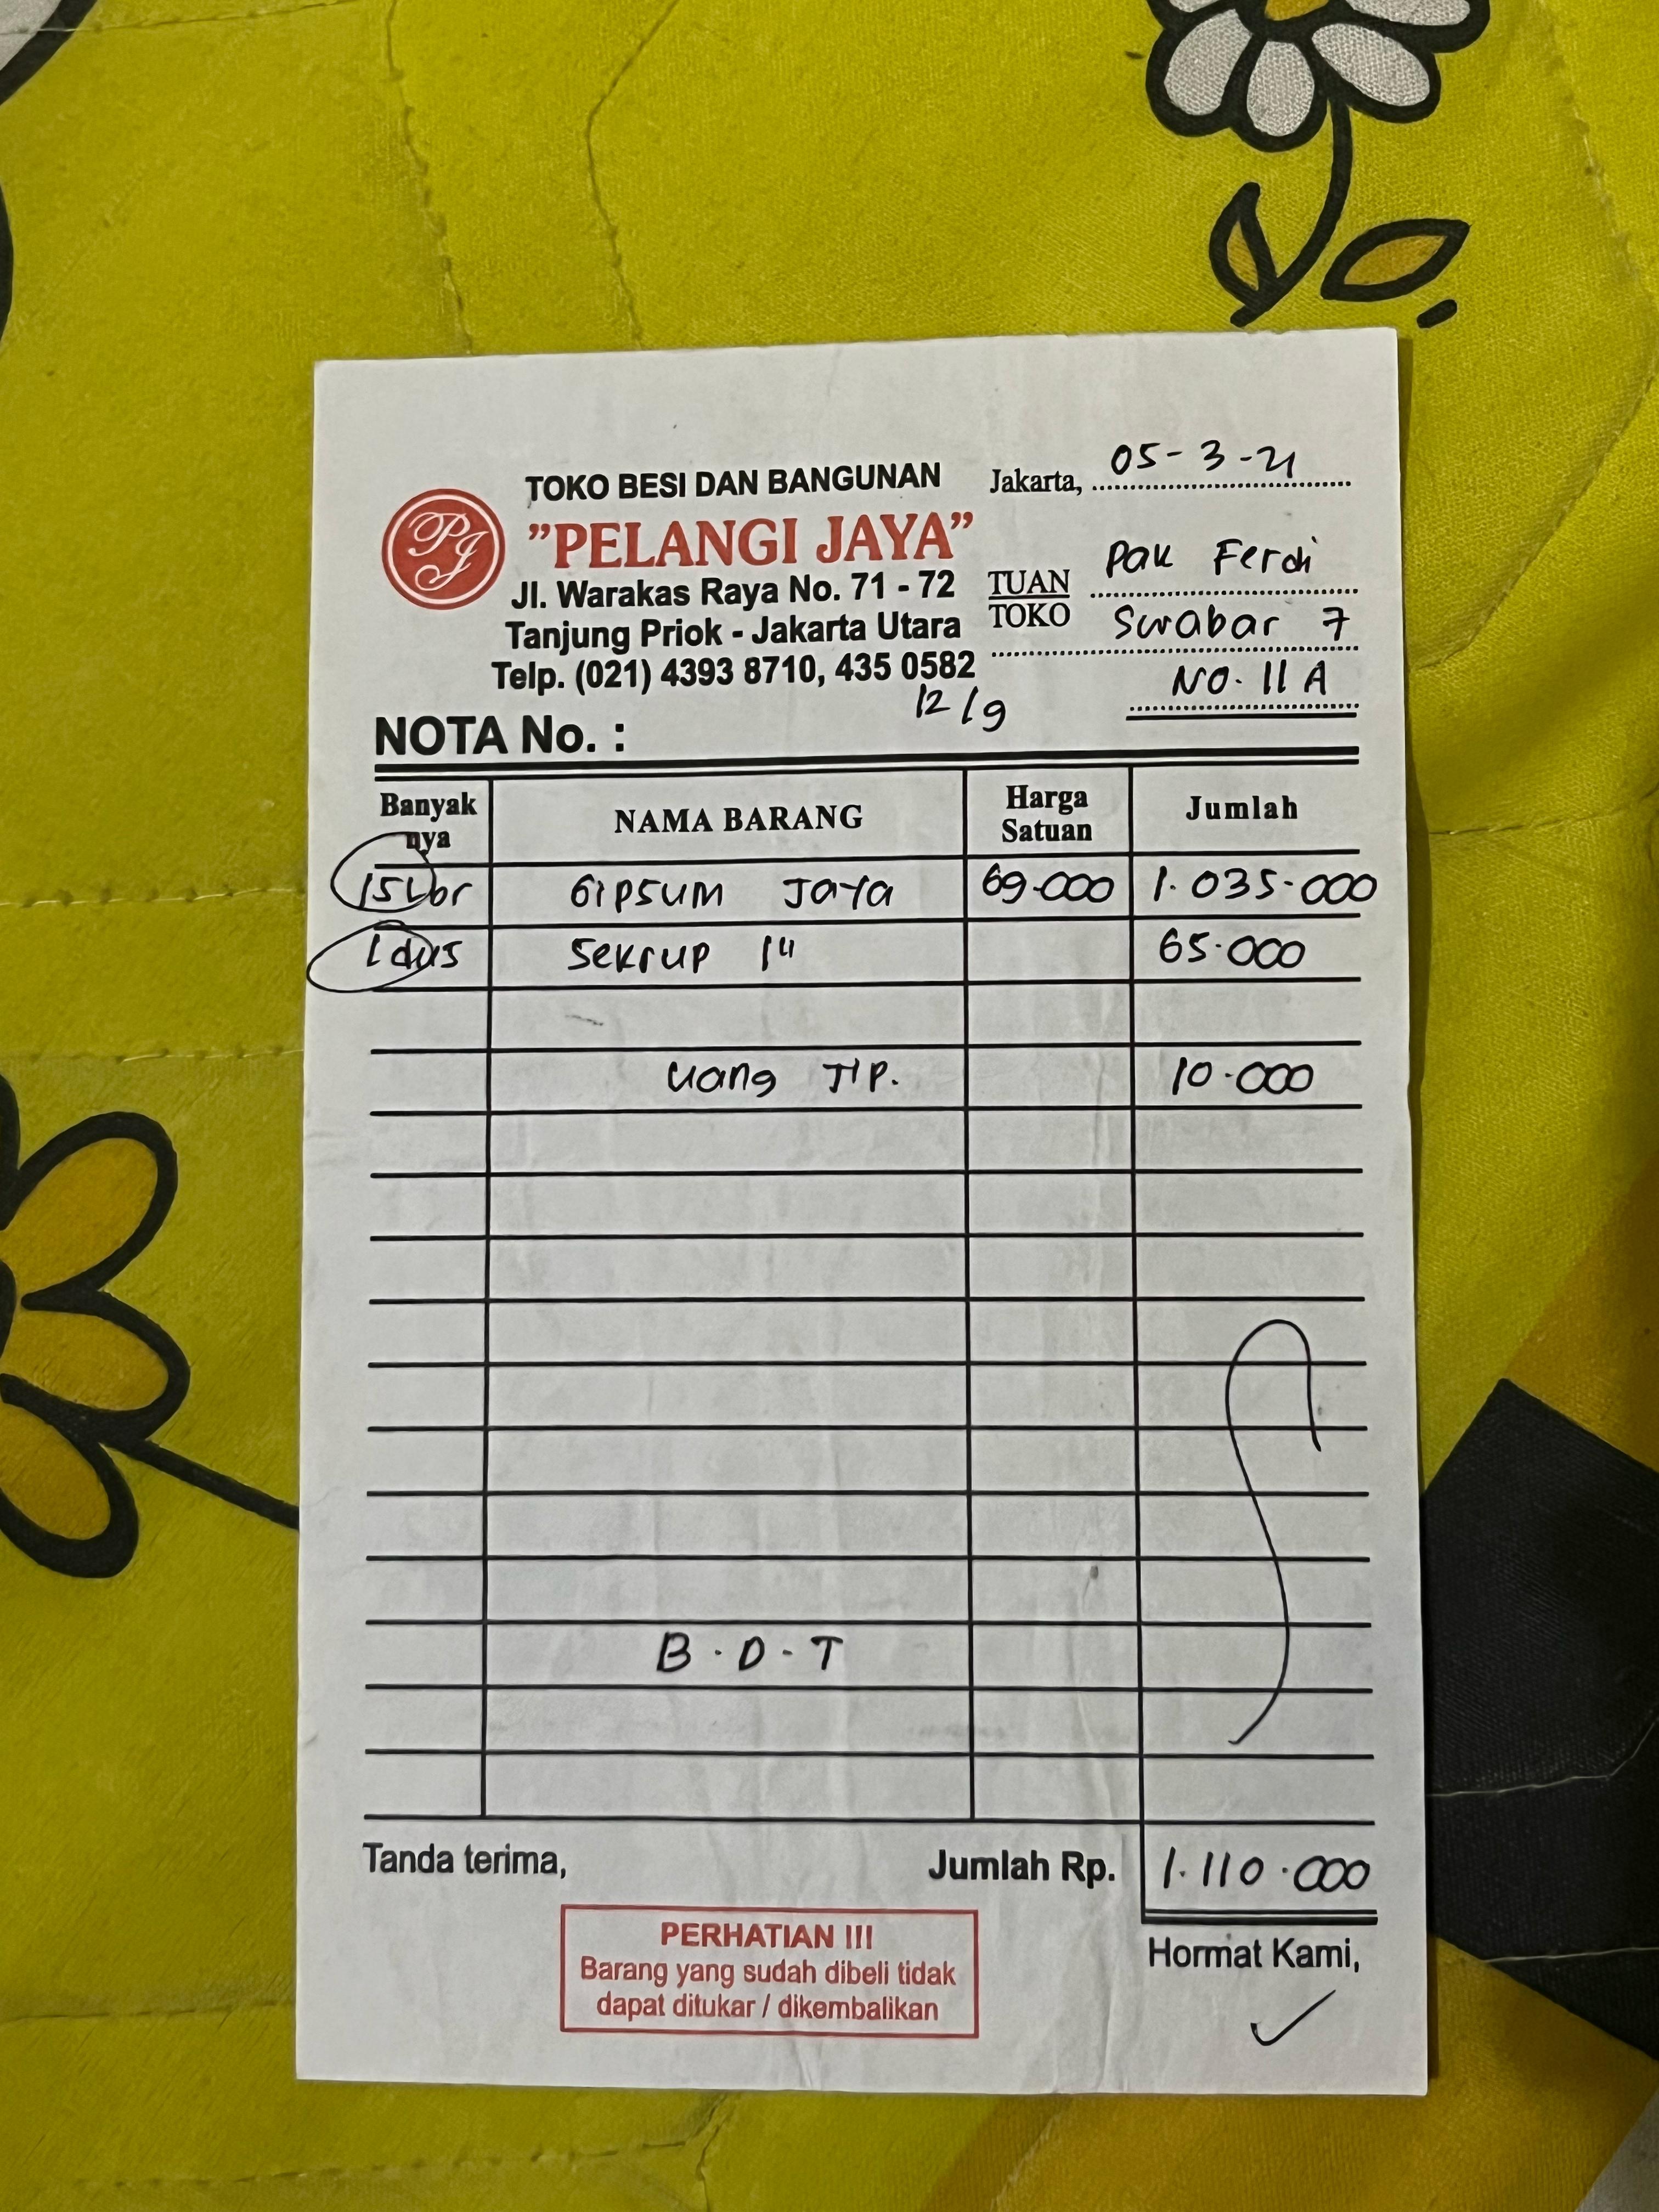 TOKO BESI DAN BANGUNAN
"PELANGI JAYA"
Jl. Warakas Raya No. 71 - 72
Tanjung Priok - Jakarta Utara
Telp. (021) 4393 8710, 435 0582
PJ
Jakarta, 05-3-21
TUAN
TOKO
Pak Ferdi
Swabar 7
NO. 11 A
12/9
NOTA No. :
Banyak nya NAMA BARANG Harga Satuan Jumlah
15 Lbr Gipsum Jaya 69.000 1.035.000
1 dus Sekrup 1" 65.000
Uang TIP. 10.000
B.D.T
Tanda terima, Jumlah Rp. 1.110.000
PERHATIAN !!!
Barang yang sudah dibeli tidak
dapat ditukar / dikembalikan
Hormat Kami,